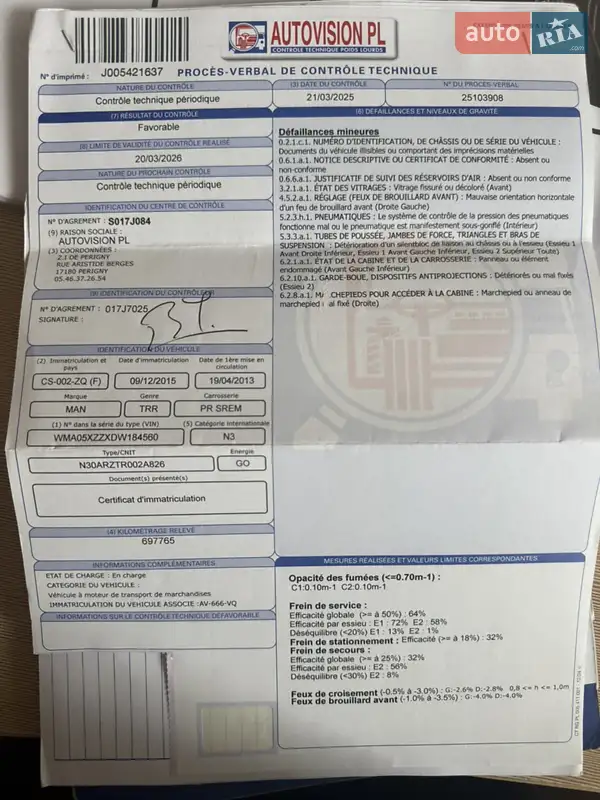 AUTOVISION PL
CONTROLE TECHNIQUE POIDS LOURDS
auto RIA .com
N° d'imprimé : J005421637 PROCÈS-VERBAL DE CONTRÔLE TECHNIQUE
NATURE DU CONTRÔLE
Contrôle technique périodique
(3) DATE DU CONTRÔLE
21/03/2025
N° DU PROCÈS-VERBAL
25103908
(7) RÉSULTAT DU CONTRÔLE
Favorable
(8) LIMITE DE VALIDITÉ DU CONTRÔLE RÉALISÉ
20/03/2026
NATURE DU PROCHAIN CONTRÔLE
Contrôle technique périodique
IDENTIFICATION DU CENTRE DE CONTRÔLE
N° D'AGREMENT : S017J084
(9) RAISON SOCIALE :
AUTOVISION PL
(3) COORDONNÉES :
Z.I DE PERIGNY
RUE ARISTIDE BERGES
17180 PERIGNY
05.46.37.26.54
(9) IDENTIFICATION DU CONTRÔLEUR
N° D'AGREMENT : 017J7025
SIGNATURE :
IDENTIFICATION DU VÉHICULE
(2) Immatriculation et pays
Date d'immatriculation
Date de 1ère mise en circulation
CS-002-ZQ (F)
09/12/2015
19/04/2013
Marque
Genre
Carrosserie
MAN
TRR
PR SREM
(1) N° dans la série du type (VIN)
(5) Catégorie internationale
WMA05XZZXDW184560
N3
Type/CNIT
Energie
N30ARZTR002A826
GO
Document(s) présenté(s)
Certificat d'immatriculation
(4) KILOMÉTRAGE RELEVÉ
697765
INFORMATIONS COMPLÉMENTAIRES
ETAT DE CHARGE : En charge
CATEGORIE DU VEHICULE :
Véhicule à moteur de transport de marchandises
IMMATRICULATION DU VÉHICULE ASSOCIE :AV-666-VQ
INFORMATIONS SUR LE CONTRÔLE TECHNIQUE DÉFAVORABLE
(6) DÉFAILLANCES ET NIVEAUX DE GRAVITÉ
Défaillances mineures
0.2.1.c.1. NUMÉRO D'IDENTIFICATION, DE CHÂSSIS OU DE SÉRIE DU VÉHICULE :
Documents du véhicule illisibles ou comportant des imprécisions matérielles
0.6.1.a.1. NOTICE DESCRIPTIVE OU CERTIFICAT DE CONFORMITÉ : Absent ou
non-conforme
0.6.6.a.1. JUSTIFICATIF DE SUIVI DES RÉSERVOIRS D'AIR : Absent ou non conforme
3.2.1.a.1. ÉTAT DES VITRAGES : Vitrage fissuré ou décoloré (Avant)
4.5.2.a.1. RÉGLAGE (FEUX DE BROUILLARD AVANT) : Mauvaise orientation horizontale
d'un feu de brouillard avant (Droite Gauche)
5.2.3.h.1. PNEUMATIQUES : Le système de contrôle de la pression des pneumatiques
fonctionne mal ou le pneumatique est manifestement sous-gonflé (Intérieur)
5.3.3.a.1. TUBES DE POUSSÉE, JAMBES DE FORCE, TRIANGLES ET BRAS DE
SUSPENSION : Détérioration d'un silentbloc de liaison au châssis ou à l'essieu (Essieu 1
Avant Droite Inférieur, Essieu 1 Avant Gauche Inférieur, Essieu 2 Supérieur Toute)
6.2.1.a.1. ÉTAT DE LA CABINE ET DE LA CARROSSERIE : Panneau ou élément
endommagé (Avant Gauche Inférieur)
6.2.10.a.1. GARDE-BOUE, DISPOSITIFS ANTIPROJECTIONS : Détériorés ou mal fixés
(Essieu 2)
6.2.8.a.1. MARCHEPIEDS POUR ACCÉDER À LA CABINE : Marchepied ou anneau de
marchepied mal fixé (Droite)
MESURES RÉALISÉES ET VALEURS LIMITES CORRESPONDANTES
Opacité des fumées (<=0.70m-1) :
C1:0.10m-1 C2:0.10m-1
Frein de service :
Efficacité globale (>= à 50%) : 64%
Efficacité par essieu : E1 : 72% E2 : 58%
Déséquilibre (<20%) E1 : 13% E2 : 1%
Frein de stationnement : Efficacité (>= à 18%) : 32%
Frein de secours :
Efficacité globale (>= à 25%) : 32%
Efficacité par essieu : E2 : 56%
Déséquilibre (<30%) E2 : 8%
Feux de croisement (-0.5% à -3.0%) : G:-2.6% D:-2.8% 0,8 <= h <= 1,0m
Feux de brouillard avant (-1.0% à -3.5%) : G:-4.0% D:-4.0%